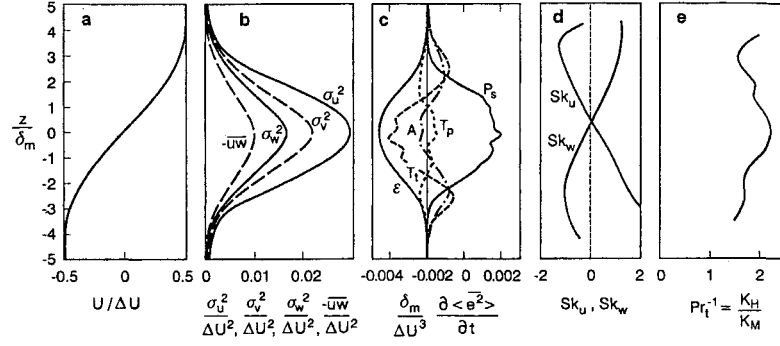 a
b
c
d
e
5
4
3
2
1
0
-1
-2
-3
-4
-5
z
δm
σu²
σv²
σw²
-uw
Ps
A
Tp
Tt
ε
Sku
Skw
-0.5 0 0.5
0 0.01 0.02
-0.004 -0.002 0 0.002
2 0 2
0 1 2
U/ΔU
σu²/ΔU², σv²/ΔU², σw²/ΔU², -u̅w̅/ΔU²
δm/ΔU³ ∂<e̅²>/∂t
Sku, Skw
Prt⁻¹ = KH/KM